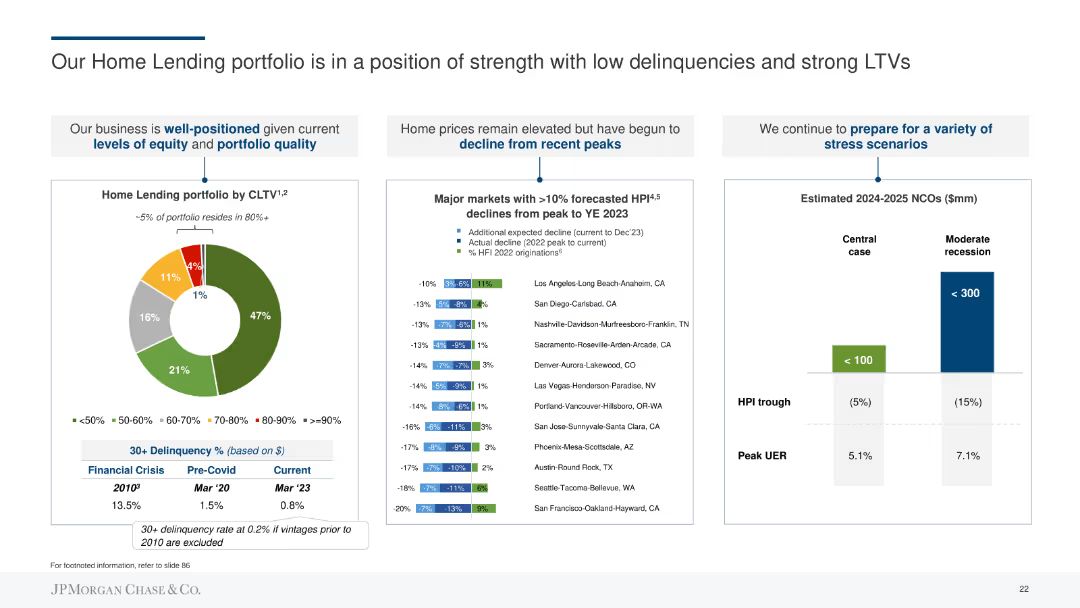 Our Home Lending portfolio is in a position of strength with low delinquencies and strong LTVs
Our business is well-positioned given current
levels of equity and portfolio quality
Home Lending portfolio by CLTV1,2
~5% of portfolio resides in 80%+
4%
11%
1%
16%
47%
21%
<50% 50-60% 60-70% 70-80% 80-90% >=90%
30+ Delinquency % (based on $)
Financial Crisis Pre-Covid Current
2010³ Mar '20 Mar '23
13.5% 1.5% 0.8%
30+ delinquency rate at 0.2% if vintages prior to
2010 are excluded
Home prices remain elevated but have begun to
decline from recent peaks
Major markets with >10% forecasted HPI4,5
declines from peak to YE 2023
Additional expected decline (current to Dec'23)
Actual decline (2022 peak to current)
% HFI 2022 originations⁶
-10% -3% -6% 11% Los Angeles-Long Beach-Anaheim, CA
-13% -5% -8% 4% San Diego-Carlsbad, CA
-13% -7% -6% 1% Nashville-Davidson-Murfreesboro-Franklin, TN
-13% -4% -9% 1% Sacramento-Roseville-Arden-Arcade, CA
-14% -7% -7% 3% Denver-Aurora-Lakewood, CO
-14% -5% -9% 1% Las Vegas-Henderson-Paradise, NV
-14% -8% -6% 1% Portland-Vancouver-Hillsboro, OR-WA
-16% -6% -11% 3% San Jose-Sunnyvale-Santa Clara, CA
-17% -8% -9% 3% Phoenix-Mesa-Scottsdale, AZ
-17% -7% -10% 2% Austin-Round Rock, TX
-18% -7% -11% 6% Seattle-Tacoma-Bellevue, WA
-20% -7% -13% 9% San Francisco-Oakland-Hayward, CA
We continue to prepare for a variety of
stress scenarios
Estimated 2024-2025 NCOs ($mm)
Central
case
Moderate
recession
< 100
< 300
HPI trough (5%) (15%)
Peak UER 5.1% 7.1%
For footnoted information, refer to slide 86
JPMORGAN CHASE & CO.
22